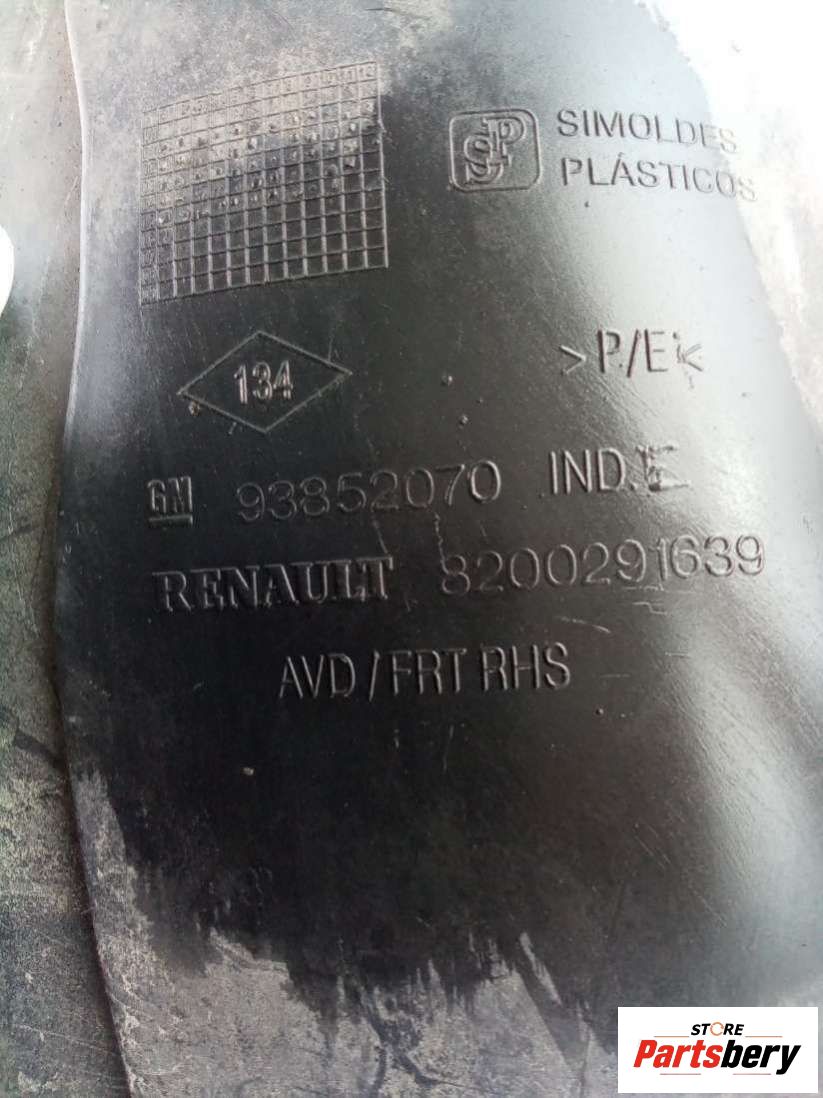 SIMOLDES
PLÁSTICOS
>P/E<
134
GM 93852070 IND.E
RENAULT 8200291639
AVD/FRT RHS
STORE
Partsbery